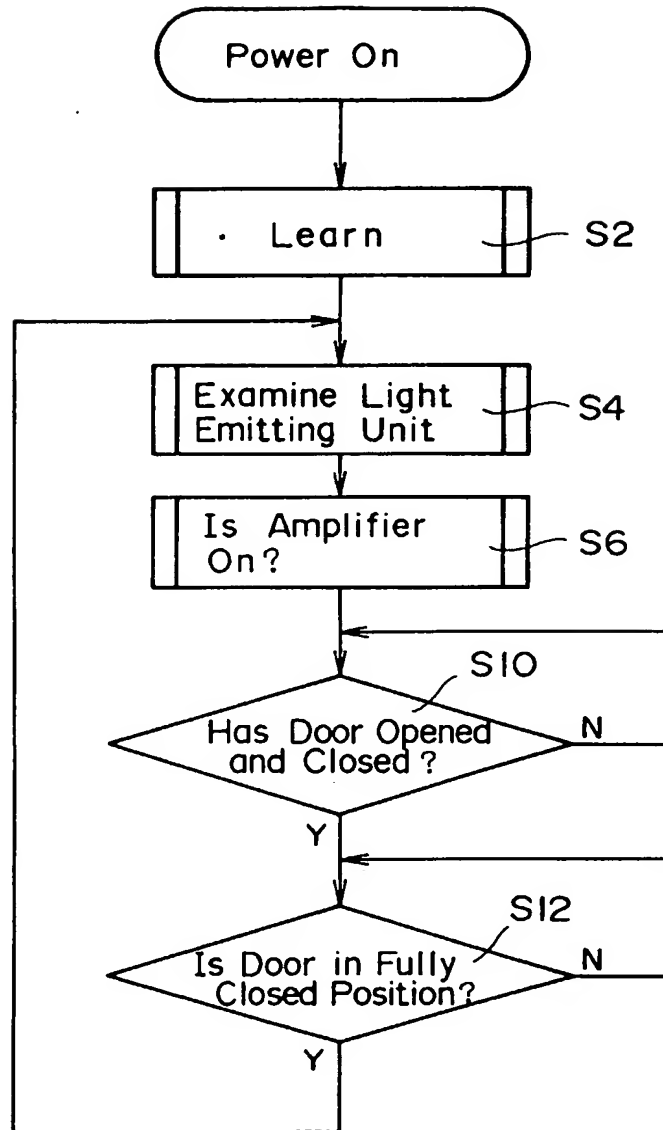 Power On
Learn
S2
Examine Light
Emitting Unit
S4
Is Amplifier
On?
S6
S10
Has Door Opened
and Closed?
N
Y
S12
Is Door in Fully
Closed Position?
N
Y